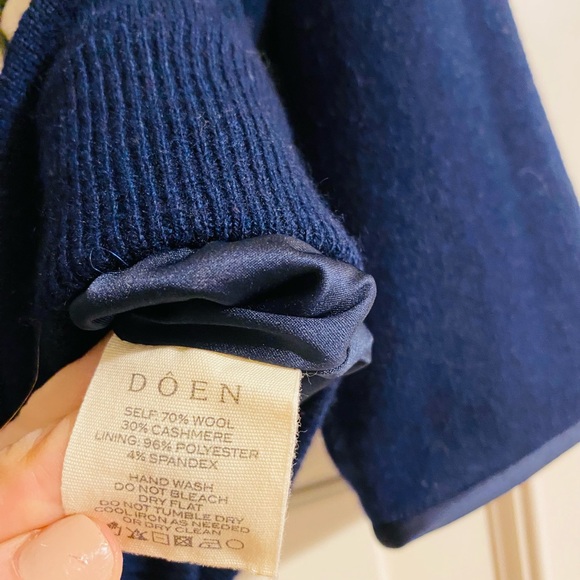 DÔEN
SELF: 70% WOOL
30% CASHMERE
LINING: 96% POLYESTER
4% SPANDEX
HAND WASH
DO NOT BLEACH
DRY FLAT
DO NOT TUMBLE DRY
COOL IRON AS NEEDED
OR DRY CLEAN